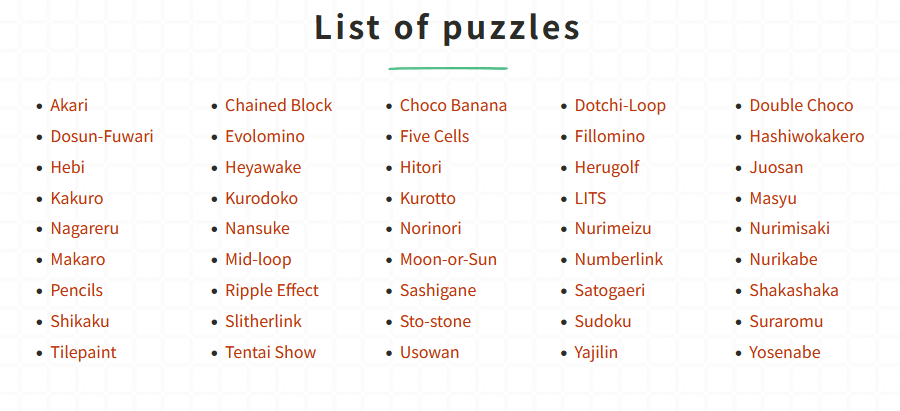 List of puzzles
• Akari • Chained Block • Choco Banana • Dotchi-Loop • Double Choco
• Dosun-Fuwari • Evolomino • Five Cells • Fillomino • Hashiwokakero
• Hebi • Heyawake • Hitori • Herugolf • Juosan
• Kakuro • Kurodoko • Kurotto • LITS • Masyu
• Nagareru • Nansuke • Norinori • Nurimeizu • Nurimisaki
• Makaro • Mid-loop • Moon-or-Sun • Numberlink • Nurikabe
• Pencils • Ripple Effect • Sashigane • Satogaeri • Shakashaka
• Shikaku • Slitherlink • Sto-stone • Sudoku • Suraromu
• Tilepaint • Tentai Show • Usowan • Yajilin • Yosenabe